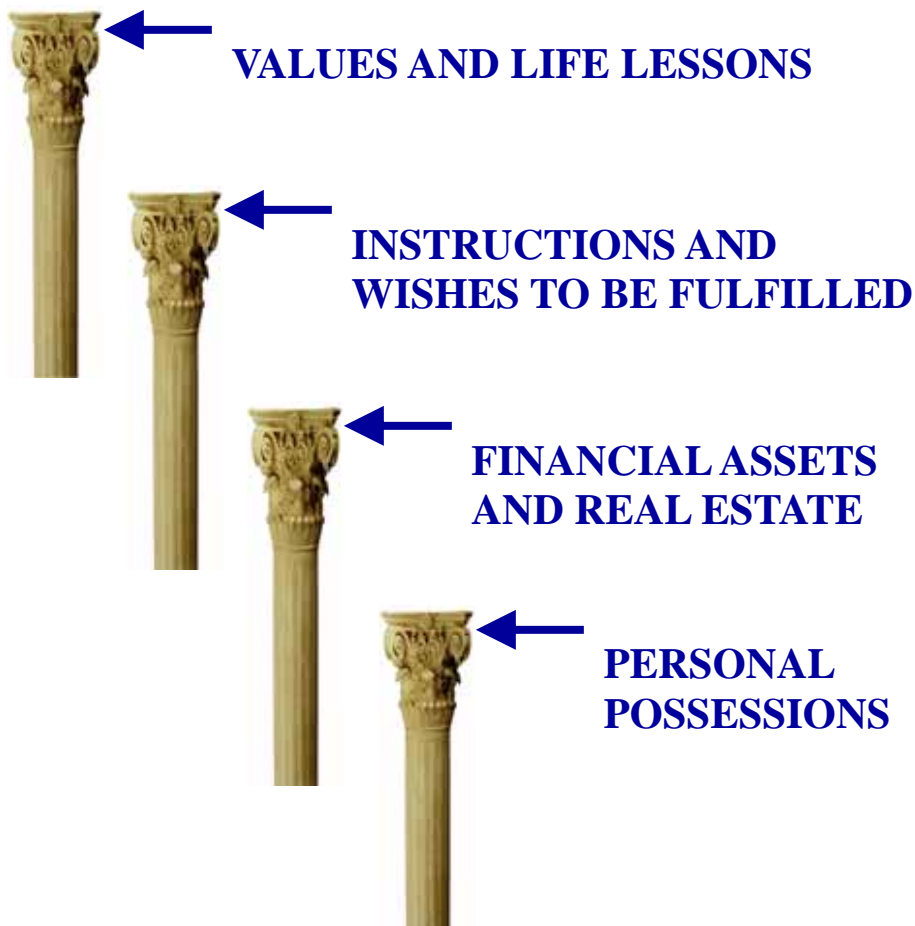 VALUES AND LIFE LESSONS
INSTRUCTIONS AND
WISHES TO BE FULFILLED
FINANCIAL ASSETS
AND REAL ESTATE
PERSONAL
POSSESSIONS